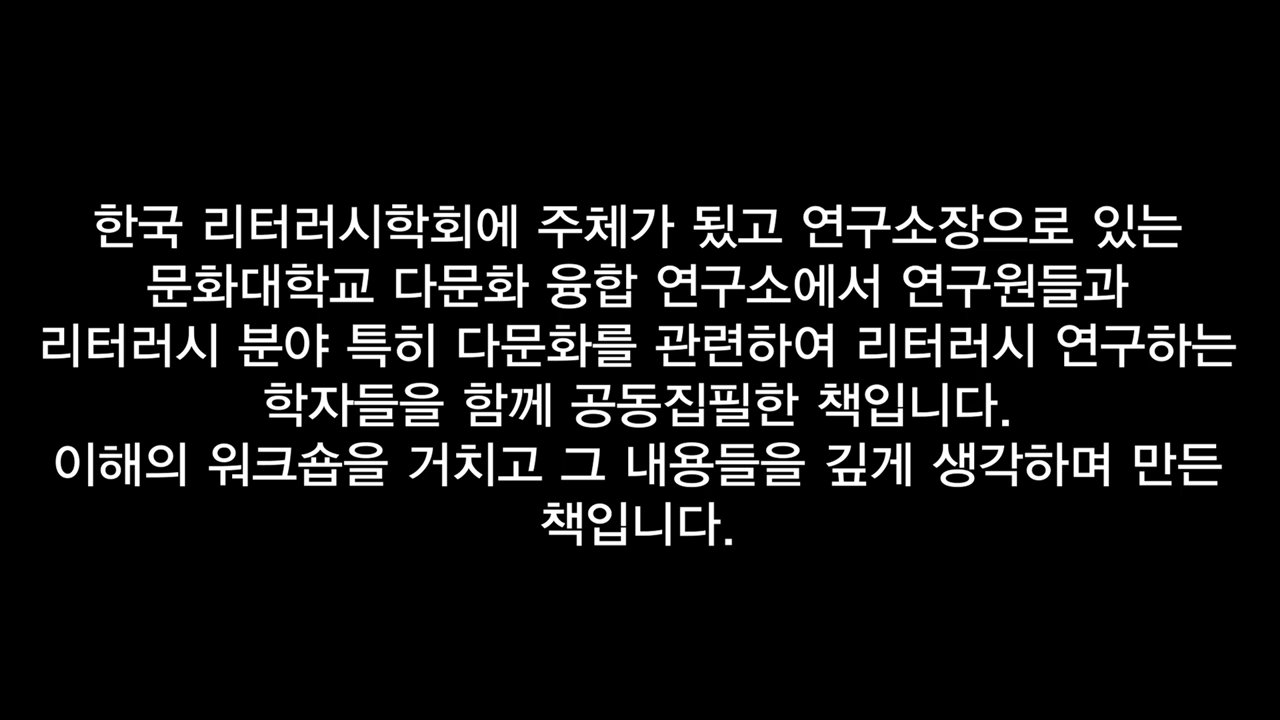 한국 리터러시학회에 주체가 됬고 연구소장으로 있는
문화대학교 다문화 융합 연구소에서 연구원들과
리터러시 분야 특히 다문화를 관련하여 리터러시 연구하는
학자들을 함께 공동집필한 책입니다.
이해의 워크숍을 거치고 그 내용들을 깊게 생각하며 만든
책입니다.